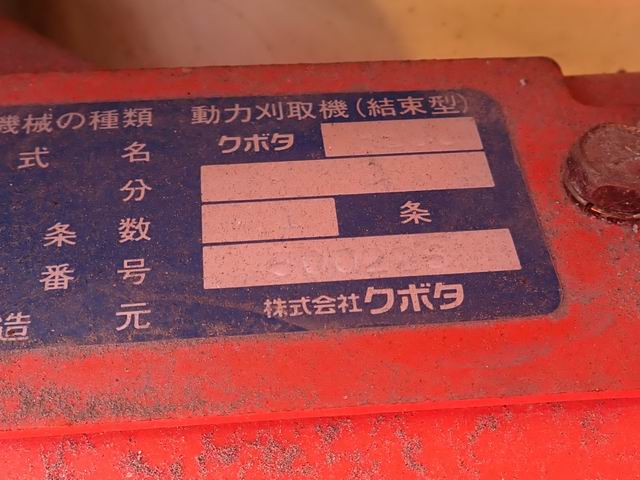 機械の種類 動力刈取機(結束型)
式名 クボタ
分
条数 条
番号
造元 株式会社クボタ